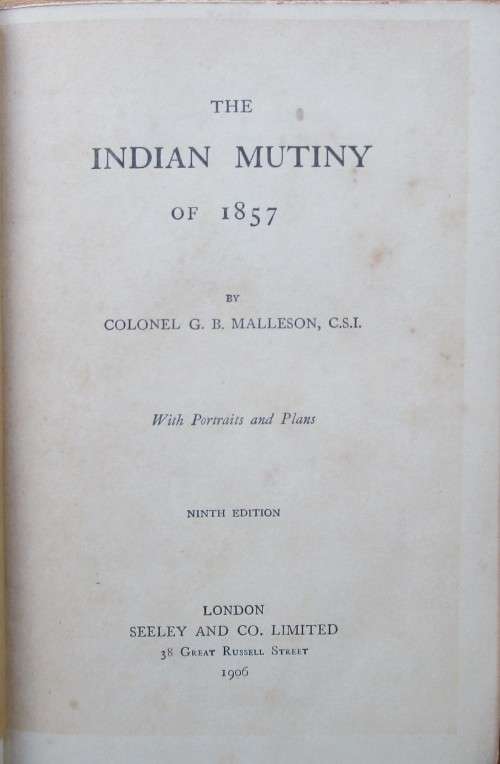 THE
INDIAN MUTINY
OF 1857
BY
COLONEL G. B. MALLESON, C.S.I.
With Portraits and Plans
NINTH EDITION
LONDON
SEELEY AND CO. LIMITED
38 GREAT RUSSELL STREET
1906